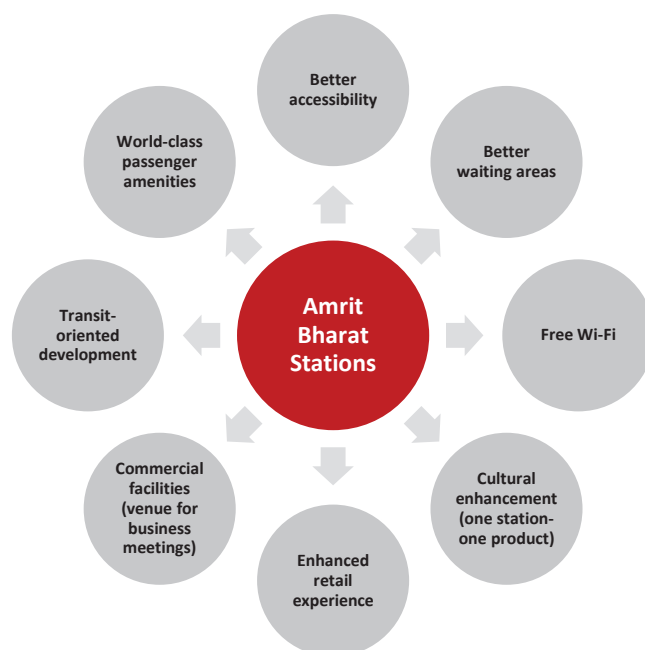 Better
accessibility
World-class
passenger
amenities
Better
waiting areas
Amrit
Bharat
Stations
Transit-
oriented
development
Free Wi-Fi
Commercial
facilities
(venue for
business
meetings)
Cultural
enhancement
(one station-
one product)
Enhanced
retail
experience